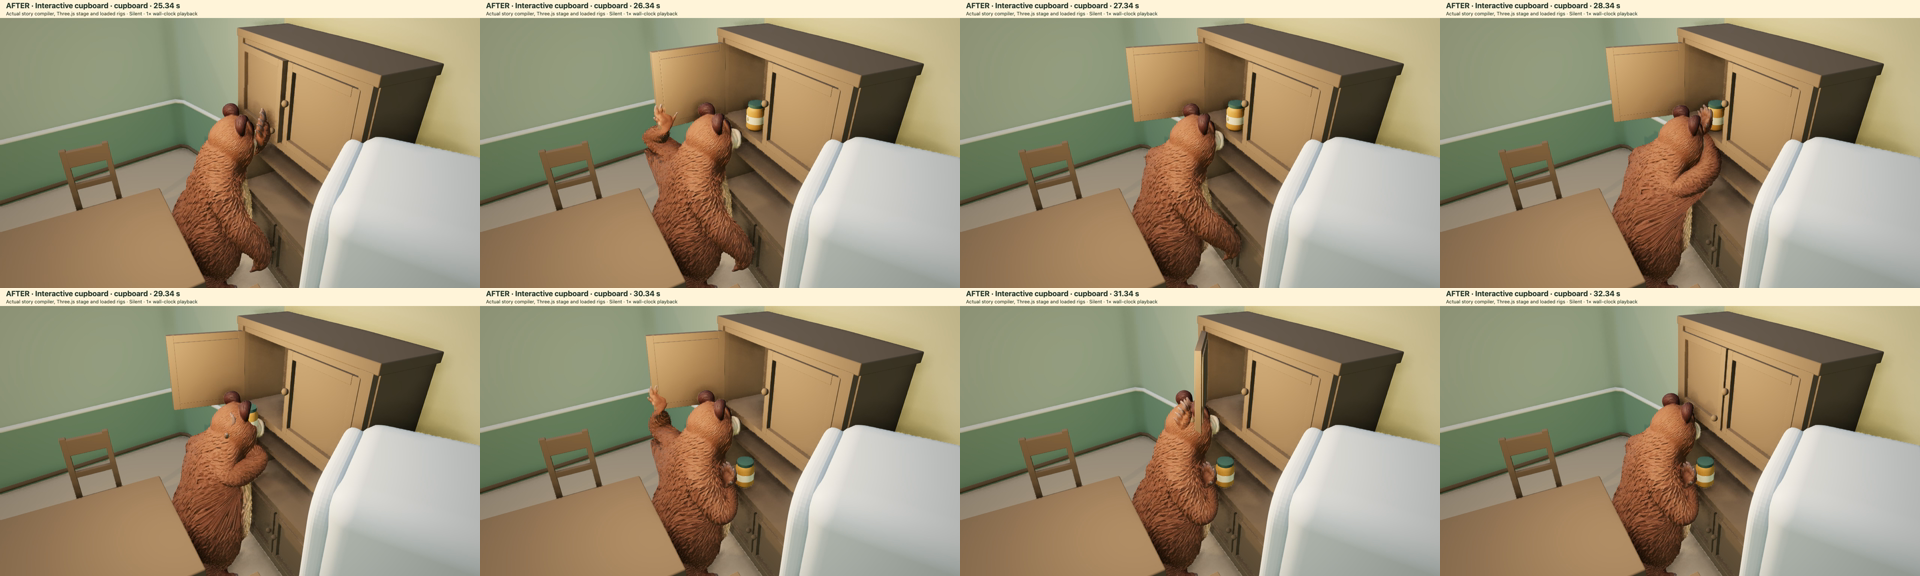 AFTER · Interactive cupboard · cupboard · 25.34 s
Actual story compiler, Three.js stage and loaded rigs · Silent · 1× wall-clock playback
AFTER · Interactive cupboard · cupboard · 26.34 s
Actual story compiler, Three.js stage and loaded rigs · Silent · 1× wall-clock playback
AFTER · Interactive cupboard · cupboard · 27.34 s
Actual story compiler, Three.js stage and loaded rigs · Silent · 1× wall-clock playback
AFTER · Interactive cupboard · cupboard · 28.34 s
Actual story compiler, Three.js stage and loaded rigs · Silent · 1× wall-clock playback
AFTER · Interactive cupboard · cupboard · 29.34 s
Actual story compiler, Three.js stage and loaded rigs · Silent · 1× wall-clock playback
AFTER · Interactive cupboard · cupboard · 30.34 s
Actual story compiler, Three.js stage and loaded rigs · Silent · 1× wall-clock playback
AFTER · Interactive cupboard · cupboard · 31.34 s
Actual story compiler, Three.js stage and loaded rigs · Silent · 1× wall-clock playback
AFTER · Interactive cupboard · cupboard · 32.34 s
Actual story compiler, Three.js stage and loaded rigs · Silent · 1× wall-clock playback